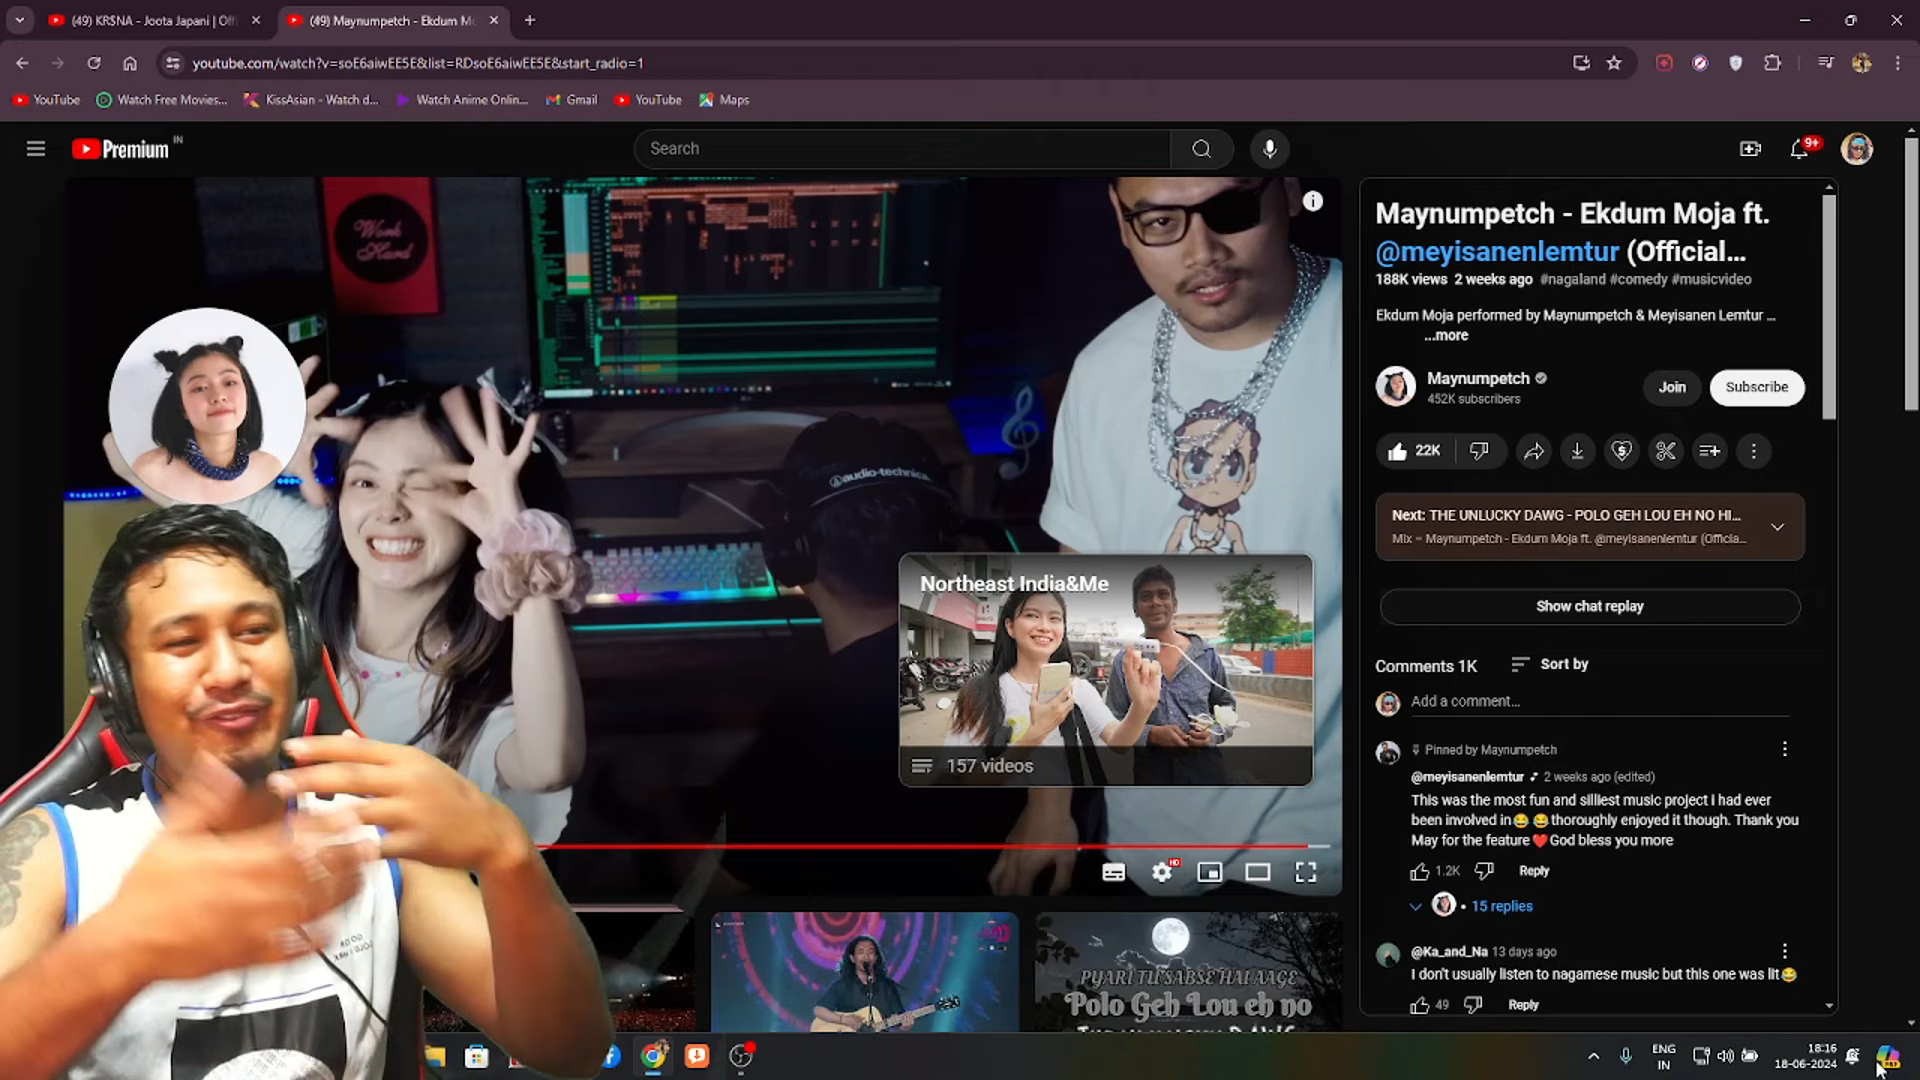 (49) KR$NA - Joota Japani | Off
(49) Maynumpetch - Ekdum Mo
youtube.com/watch?v=soE6aiwEE5E&list=RDsoE6aiwEE5E&start_radio=1
YouTube
Watch Free Movies...
KissAsian - Watch d...
Watch Anime Onlin...
Gmail
YouTube
Maps
Premium IN
Search
9+
Work Hard
audio-technica
Northeast India&Me
157 videos
HD
Maynumpetch - Ekdum Moja ft.
@meyisanenlemtur (Official...
188K views 2 weeks ago #nagaland #comedy #musicvideo
Ekdum Moja performed by Maynumpetch & Meyisanen Lemtur ...
...more
Maynumpetch
452K subscribers
Join
Subscribe
22K
Next: THE UNLUCKY DAWG - POLO GEH LOU EH NO HI...
Mix – Maynumpetch - Ekdum Moja ft. @meyisanenlemtur (Officia...
Show chat replay
Comments 1K
Sort by
Add a comment...
Pinned by Maynumpetch
@meyisanenlemtur 2 weeks ago (edited)
This was the most fun and silliest music project I had ever
been involved in😂 😂 thoroughly enjoyed it though. Thank you
May for the feature❤️ God bless you more
1.2K
Reply
15 replies
@Ka_and_Na 13 days ago
I don't usually listen to nagamese music but this one was lit😂
49
Reply
PYARI TU SABSE HAI AAGE
Polo Geh Lou eh no
ENG
IN
18:16
18-06-2024